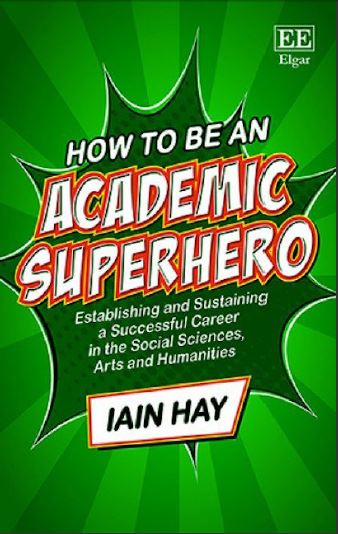 EE
Elgar
HOW TO BE AN
ACADEMIC
SUPERHERO
Establishing and Sustaining
a Successful Career
in the Social Sciences,
Arts and Humanities
IAIN HAY